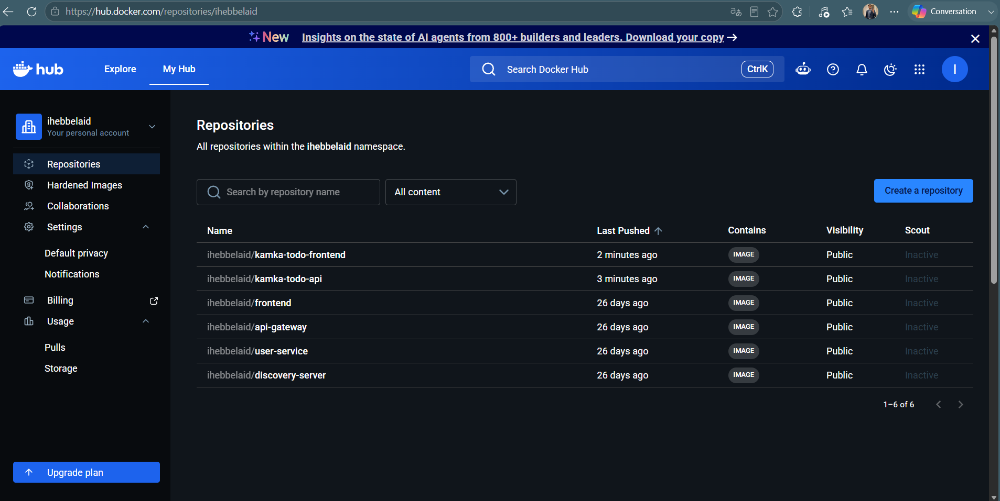 https://hub.docker.com/repositories/ihebbelaid
Conversation
New Insights on the state of AI agents from 800+ builders and leaders. Download your copy →
hub
Explore
My Hub
Search Docker Hub
CtrlK
I
ihebbelaid
Your personal account
Repositories
Hardened Images
Collaborations
Settings
Default privacy
Notifications
Billing
Usage
Pulls
Storage
Upgrade plan
Repositories
All repositories within the ihebbelaid namespace.
Search by repository name
All content
Create a repository
Name Last Pushed Contains Visibility Scout
ihebbelaid/kamka-todo-frontend 2 minutes ago IMAGE Public Inactive
ihebbelaid/kamka-todo-api 3 minutes ago IMAGE Public Inactive
ihebbelaid/frontend 26 days ago IMAGE Public Inactive
ihebbelaid/api-gateway 26 days ago IMAGE Public Inactive
ihebbelaid/user-service 26 days ago IMAGE Public Inactive
ihebbelaid/discovery-server 26 days ago IMAGE Public Inactive
1–6 of 6